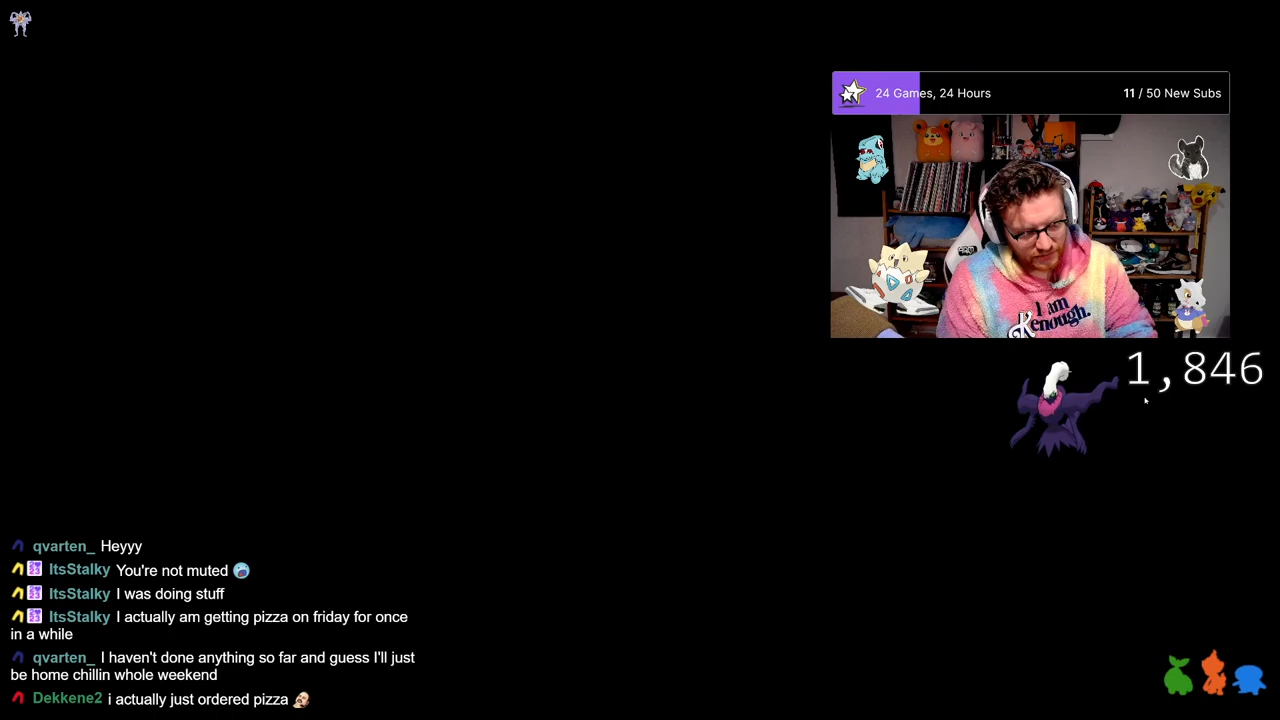 24 Games, 24 Hours 11 / 50 New Subs
I am
Kenough.
1,846
qvarten_ Heyyy
ItsStalky You're not muted
ItsStalky I was doing stuff
ItsStalky I actually am getting pizza on friday for once
in a while
qvarten_ I haven't done anything so far and guess I'll just
be home chillin whole weekend
Dekkene2 i actually just ordered pizza